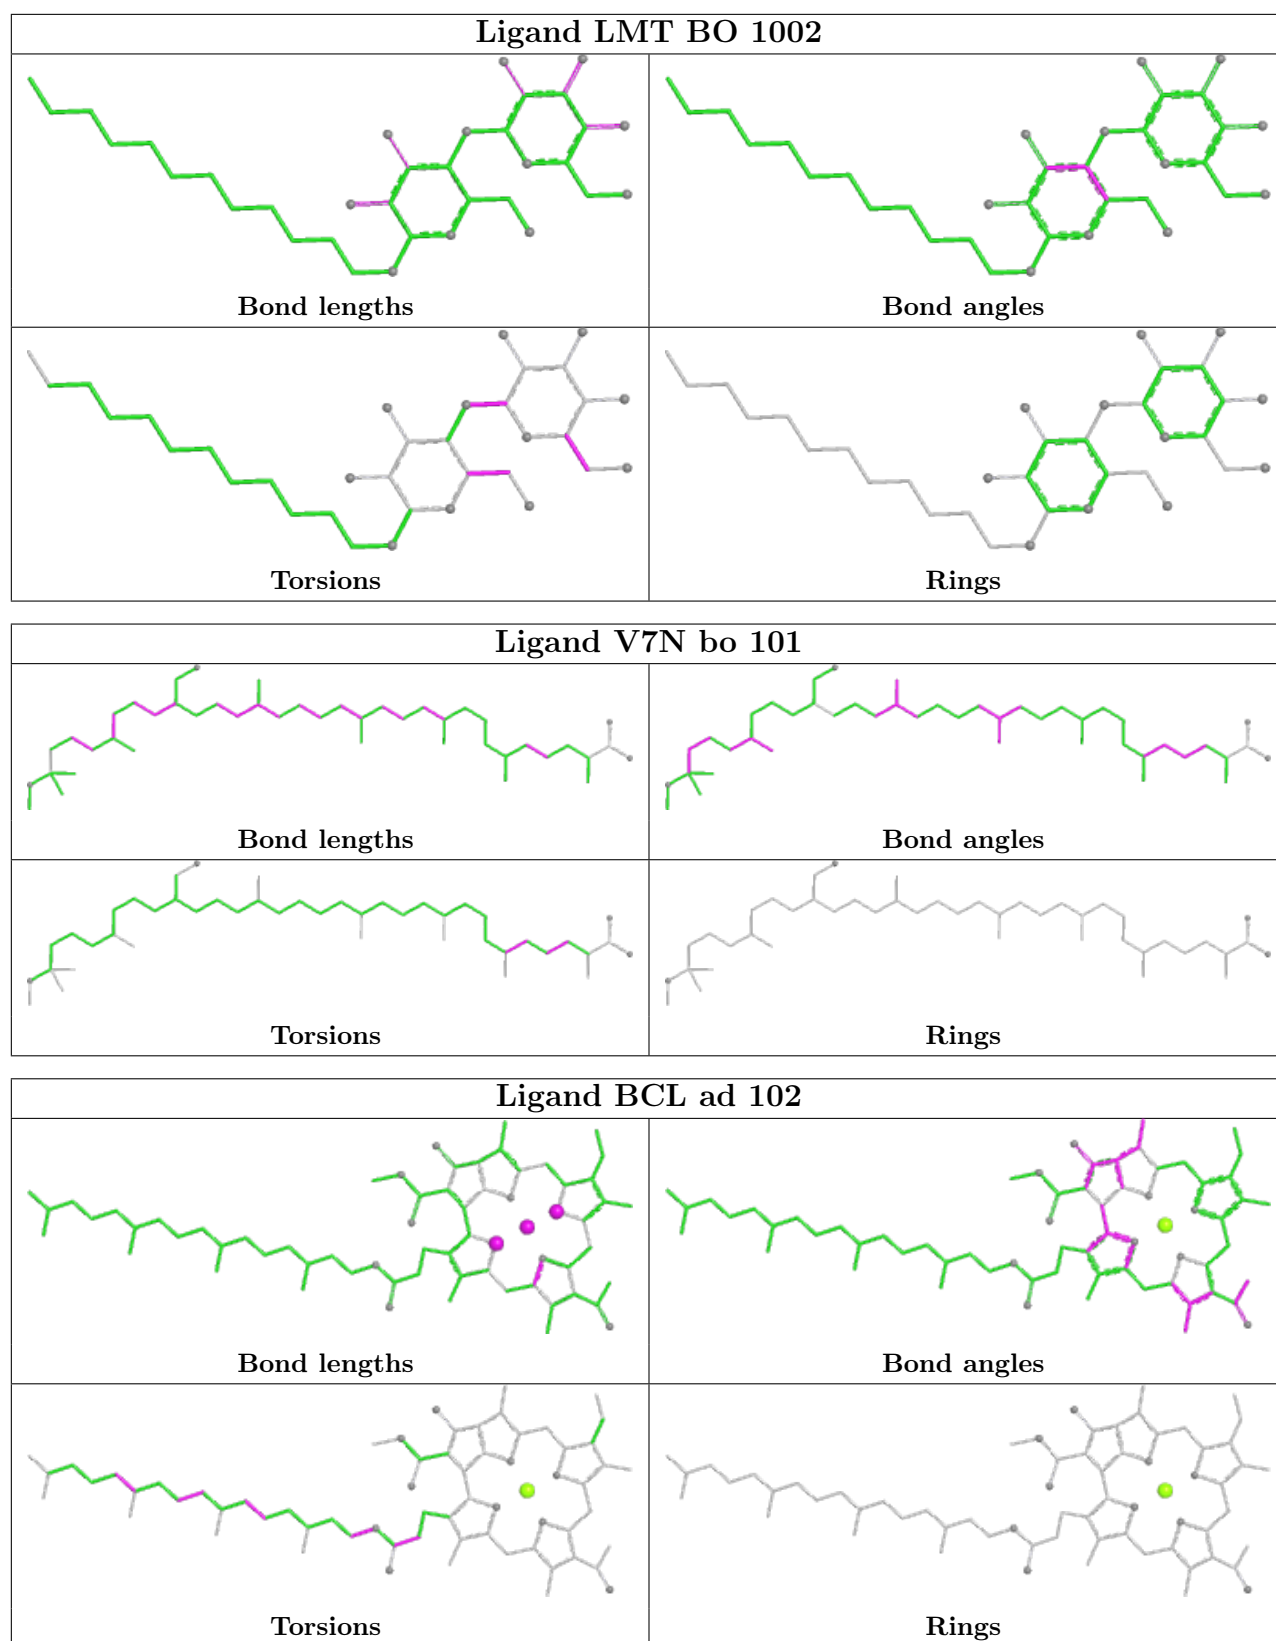 Ligand LMT BO 1002
Bond lengths
Bond angles
Torsions
Rings
Ligand V7N bo 101
Bond lengths
Bond angles
Torsions
Rings
Ligand BCL ad 102
Bond lengths
Bond angles
Torsions
Rings